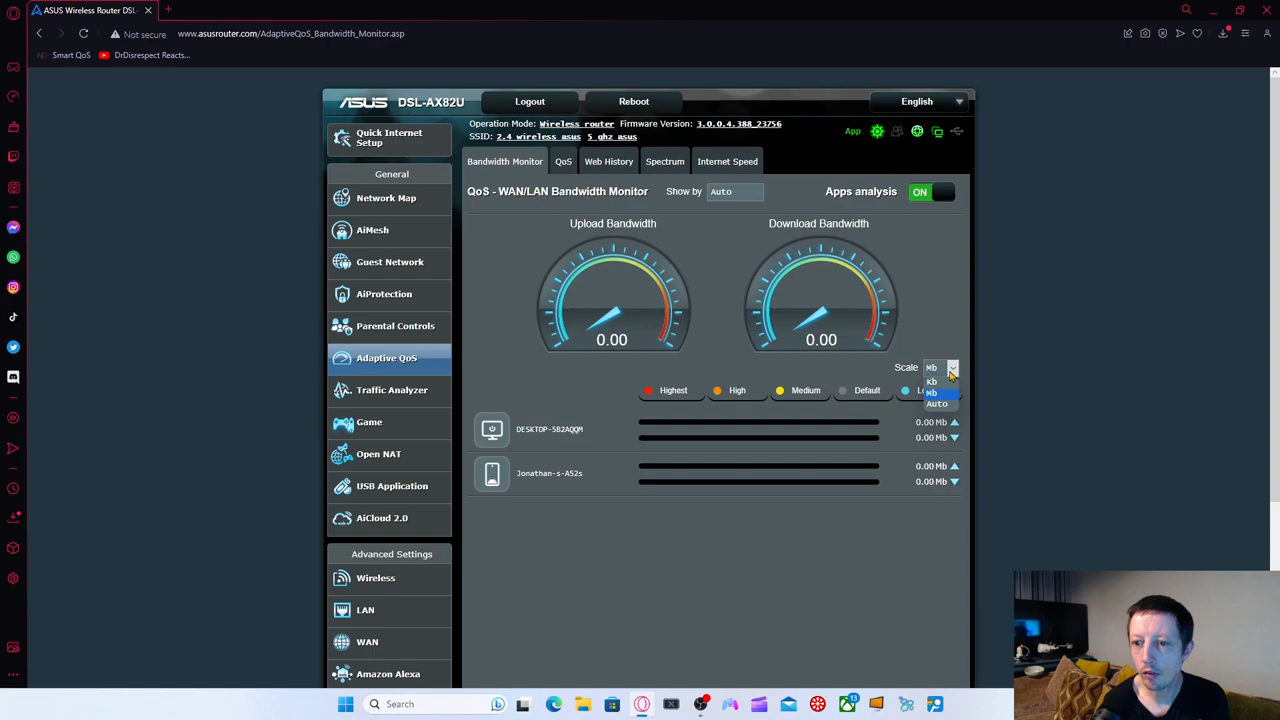 ASUS Wireless Router DSL-
Not secure
www.asusrouter.com/AdaptiveQoS_Bandwidth_Monitor.asp
Smart QoS
DrDisrespect Reacts...
ASUS DSL-AX82U
Logout
Reboot
English
Operation Mode: Wireless router Firmware Version: 3.0.0.4.388_23756
SSID: 2.4 wireless asus 5 ghz asus
App
Quick Internet
Setup
General
Network Map
AiMesh
Guest Network
AiProtection
Parental Controls
Adaptive QoS
Traffic Analyzer
Game
Open NAT
USB Application
AiCloud 2.0
Advanced Settings
Wireless
LAN
WAN
Amazon Alexa
Bandwidth Monitor
QoS
Web History
Spectrum
Internet Speed
QoS - WAN/LAN Bandwidth Monitor
Show by Auto
Apps analysis
ON
Upload Bandwidth
Download Bandwidth
0.00
0.00
Scale Mb
Kb
Mb
Auto
Highest
High
Medium
Default
DESKTOP-5B2AQQM
0.00 Mb
0.00 Mb
Jonathan-s-A52s
0.00 Mb
0.00 Mb
Search
13